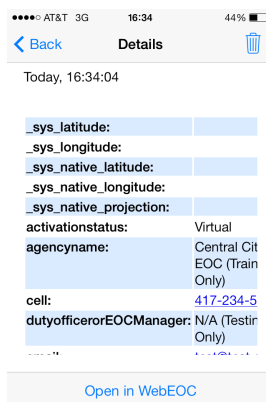 AT&T 3G 16:34 44%
Back Details
Today, 16:34:04
_sys_latitude:
_sys_longitude:
_sys_native_latitude:
_sys_native_longitude:
_sys_native_projection:
activationstatus: Virtual
agencyname: Central Cit
EOC (Train
Only)
cell: 417-234-5
dutyofficerorEOCManager: N/A (Testin
Only)
Open in WebEOC